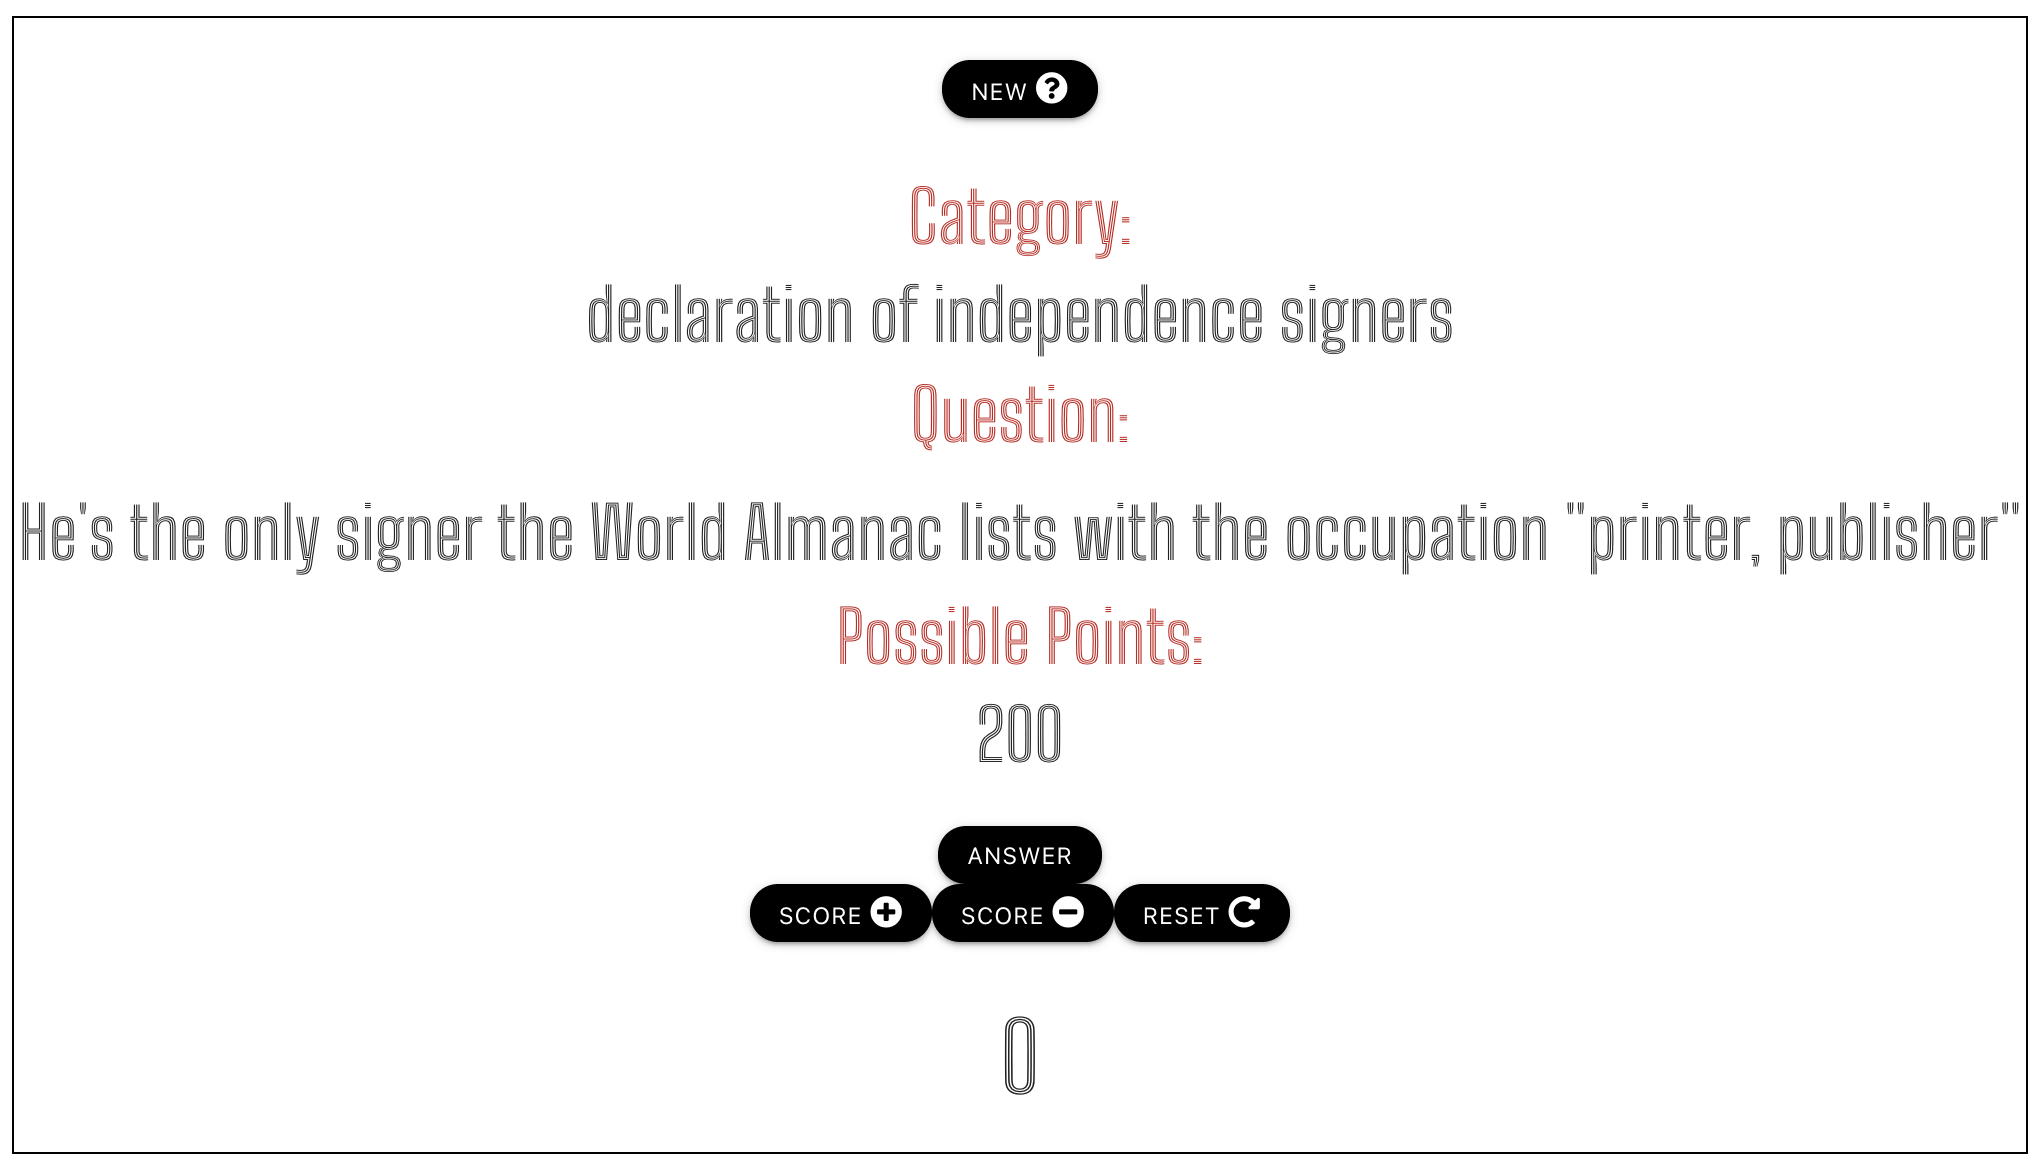 NEW
Category:
declaration of independence signers
Question:
He's the only signer the World Almanac lists with the occupation "printer, publisher"
Possible Points:
200
ANSWER
SCORE SCORE RESET
0